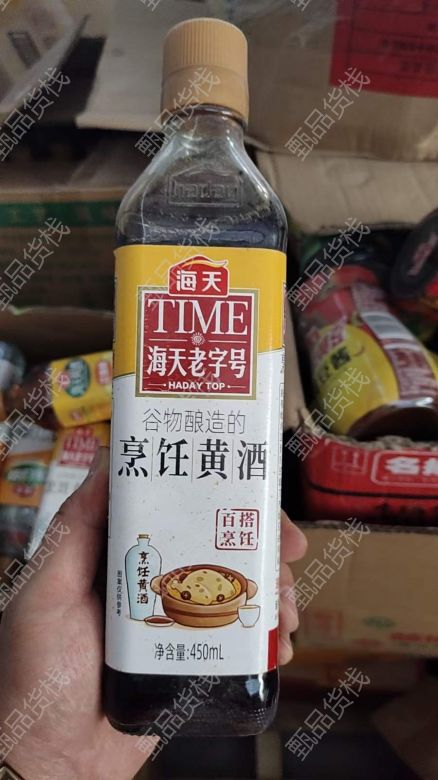 海天
TIME
海天老字号
HADAY TOP
谷物酿造的
烹饪黄酒
百搭
烹饪
烹饪黄酒
图案仅供参考
净含量:450mL
TIME
甄品货栈